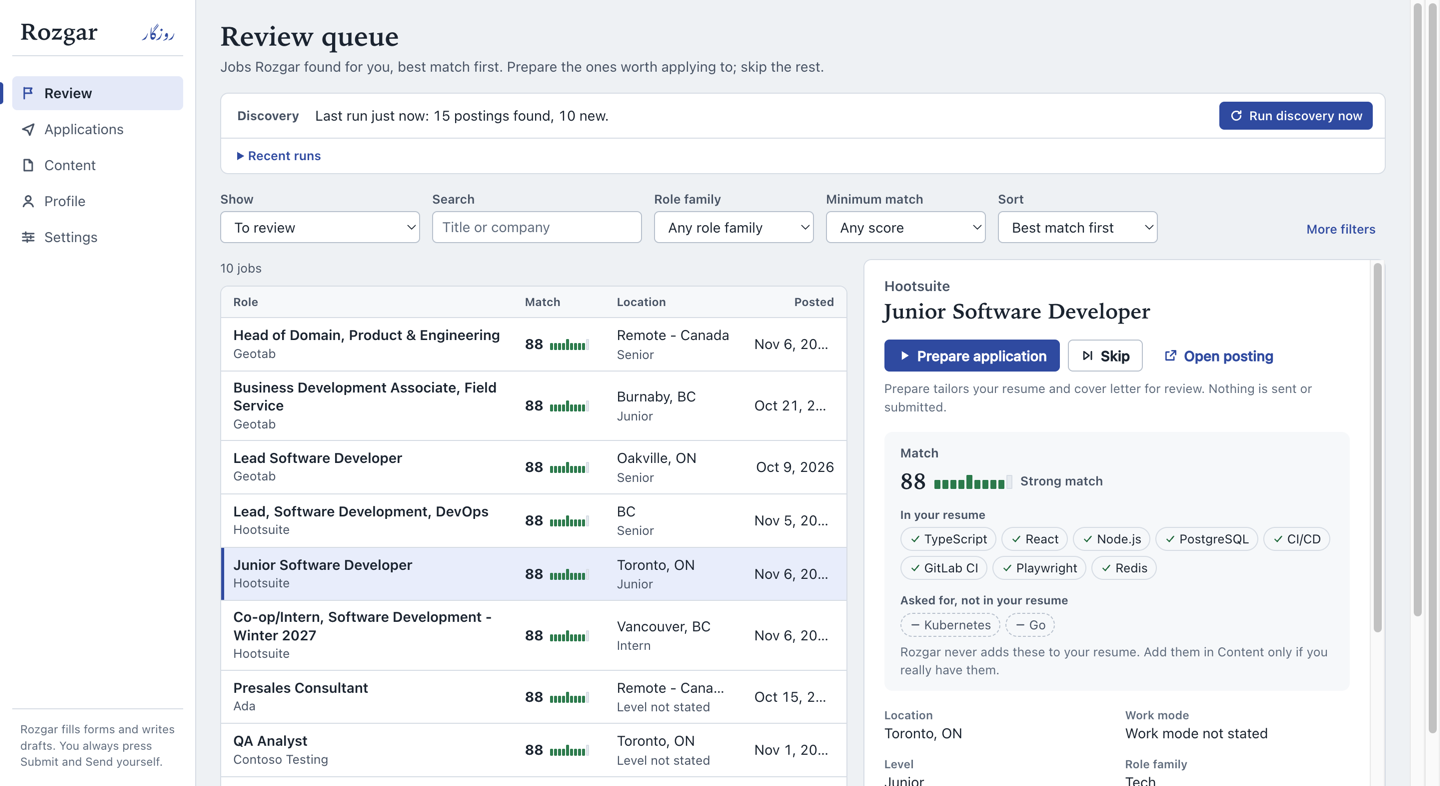 Rozgar روزگار
Review
Applications
Content
Profile
Settings
Rozgar fills forms and writes
drafts. You always press
Submit and Send yourself.
Review queue
Jobs Rozgar found for you, best match first. Prepare the ones worth applying to; skip the rest.
Discovery Last run just now: 15 postings found, 10 new. Run discovery now
Recent runs
Show Search Role family Minimum match Sort
To review Title or company Any role family Any score Best match first More filters
10 jobs
Role Match Location Posted
Head of Domain, Product & Engineering
Geotab
88
Remote - Canada
Senior
Nov 6, 20...
Business Development Associate, Field
Service
Geotab
88
Burnaby, BC
Junior
Oct 21, 2...
Lead Software Developer
Geotab
88
Oakville, ON
Senior
Oct 9, 2026
Lead, Software Development, DevOps
Hootsuite
88
BC
Senior
Nov 5, 20...
Junior Software Developer
Hootsuite
88
Toronto, ON
Junior
Nov 6, 20...
Co-op/Intern, Software Development -
Winter 2027
Hootsuite
88
Vancouver, BC
Intern
Nov 6, 20...
Presales Consultant
Ada
88
Remote - Cana...
Level not stated
Oct 15, 2...
QA Analyst
Contoso Testing
88
Toronto, ON
Level not stated
Nov 1, 20...
Hootsuite
Junior Software Developer
Prepare application Skip Open posting
Prepare tailors your resume and cover letter for review. Nothing is sent or
submitted.
Match
88 Strong match
In your resume
TypeScript React Node.js PostgreSQL CI/CD
GitLab CI Playwright Redis
Asked for, not in your resume
Kubernetes Go
Rozgar never adds these to your resume. Add them in Content only if you
really have them.
Location Work mode
Toronto, ON Work mode not stated
Level Role family
Junior Tech